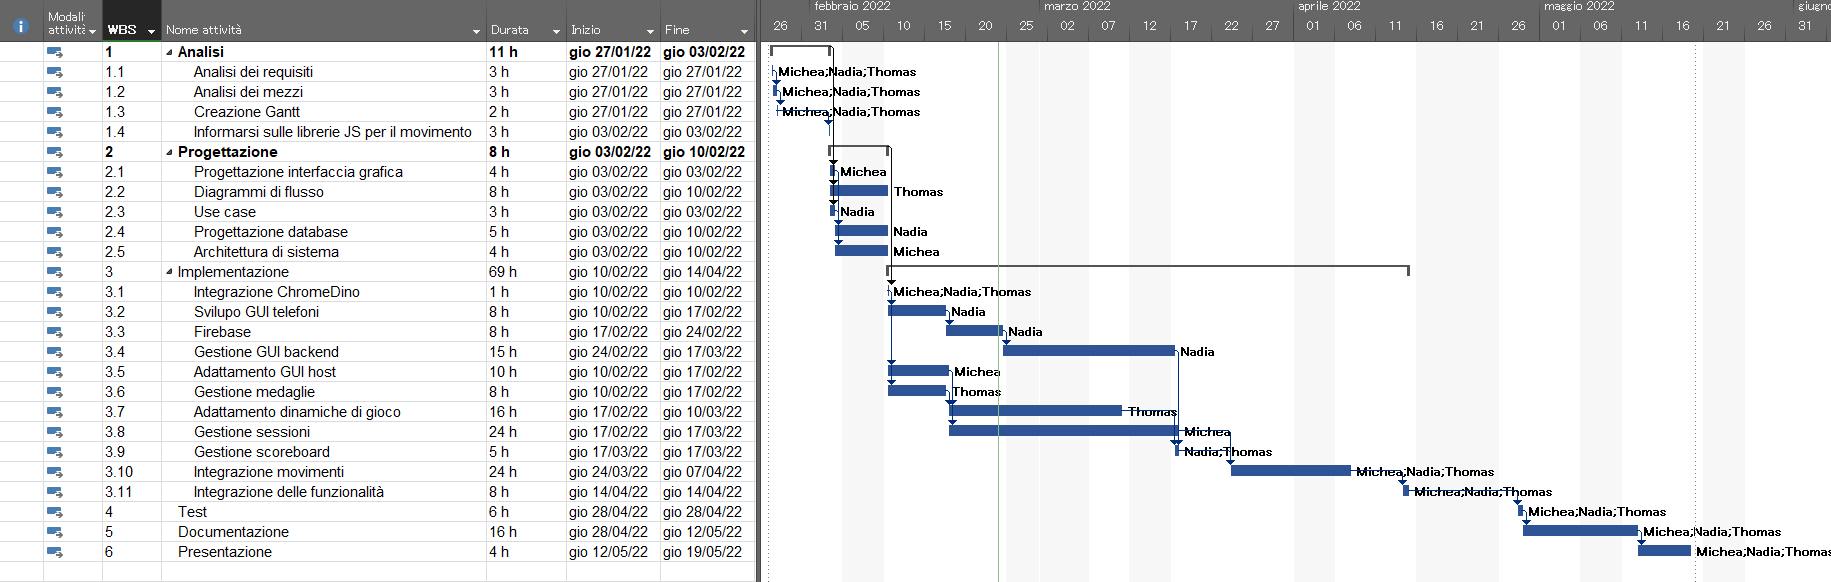 Modali attività WBS Nome attività Durata Inizio Fine
febbraio 2022 marzo 2022 aprile 2022 maggio 2022 giugno
26 31 05 10 15 20 25 02 07 12 17 22 27 01 06 11 16 21 26 01 06 11 16 21 26 31
1 Analisi 11 h gio 27/01/22 gio 03/02/22
1.1 Analisi dei requisiti 3 h gio 27/01/22 gio 27/01/22 Michea;Nadia;Thomas
1.2 Analisi dei mezzi 3 h gio 27/01/22 gio 27/01/22 Michea;Nadia;Thomas
1.3 Creazione Gantt 2 h gio 27/01/22 gio 27/01/22 Michea;Nadia;Thomas
1.4 Informarsi sulle librerie JS per il movimento 3 h gio 03/02/22 gio 03/02/22
2 Progettazione 8 h gio 03/02/22 gio 10/02/22
2.1 Progettazione interfaccia grafica 4 h gio 03/02/22 gio 03/02/22 Michea
2.2 Diagrammi di flusso 8 h gio 03/02/22 gio 10/02/22 Thomas
2.3 Use case 3 h gio 03/02/22 gio 03/02/22 Nadia
2.4 Progettazione database 5 h gio 03/02/22 gio 10/02/22 Nadia
2.5 Architettura di sistema 4 h gio 03/02/22 gio 10/02/22 Michea
3 Implementazione 69 h gio 10/02/22 gio 14/04/22
3.1 Integrazione ChromeDino 1 h gio 10/02/22 gio 10/02/22 Michea;Nadia;Thomas
3.2 Svilupo GUI telefoni 8 h gio 10/02/22 gio 17/02/22 Nadia
3.3 Firebase 8 h gio 17/02/22 gio 24/02/22 Nadia
3.4 Gestione GUI backend 15 h gio 24/02/22 gio 17/03/22 Nadia
3.5 Adattamento GUI host 10 h gio 10/02/22 gio 17/02/22 Michea
3.6 Gestione medaglie 8 h gio 10/02/22 gio 17/02/22 Thomas
3.7 Adattamento dinamiche di gioco 16 h gio 17/02/22 gio 10/03/22 Thomas
3.8 Gestione sessioni 24 h gio 17/02/22 gio 17/03/22 Michea
3.9 Gestione scoreboard 5 h gio 17/03/22 gio 17/03/22 Nadia;Thomas
3.10 Integrazione movimenti 24 h gio 24/03/22 gio 07/04/22 Michea;Nadia;Thomas
3.11 Integrazione delle funzionalità 8 h gio 14/04/22 gio 14/04/22 Michea;Nadia;Thomas
4 Test 6 h gio 28/04/22 gio 28/04/22 Michea;Nadia;Thomas
5 Documentazione 16 h gio 28/04/22 gio 12/05/22 Michea;Nadia;Thomas
6 Presentazione 4 h gio 12/05/22 gio 19/05/22 Michea;Nadia;Thomas